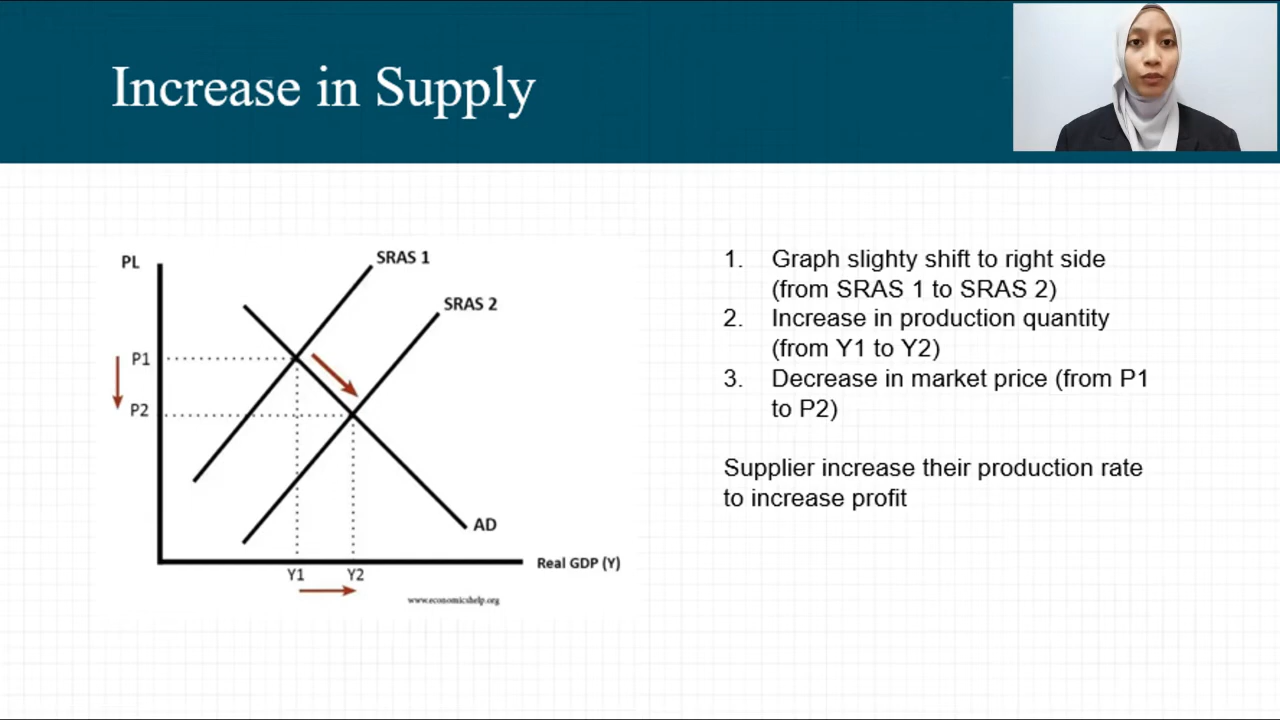 Increase in Supply
PL
SRAS 1
SRAS 2
P1
P2
AD
Real GDP (Y)
Y1
Y2
www.economicshelp.org
1. Graph slighty shift to right side
(from SRAS 1 to SRAS 2)
2. Increase in production quantity
(from Y1 to Y2)
3. Decrease in market price (from P1
to P2)
Supplier increase their production rate
to increase profit